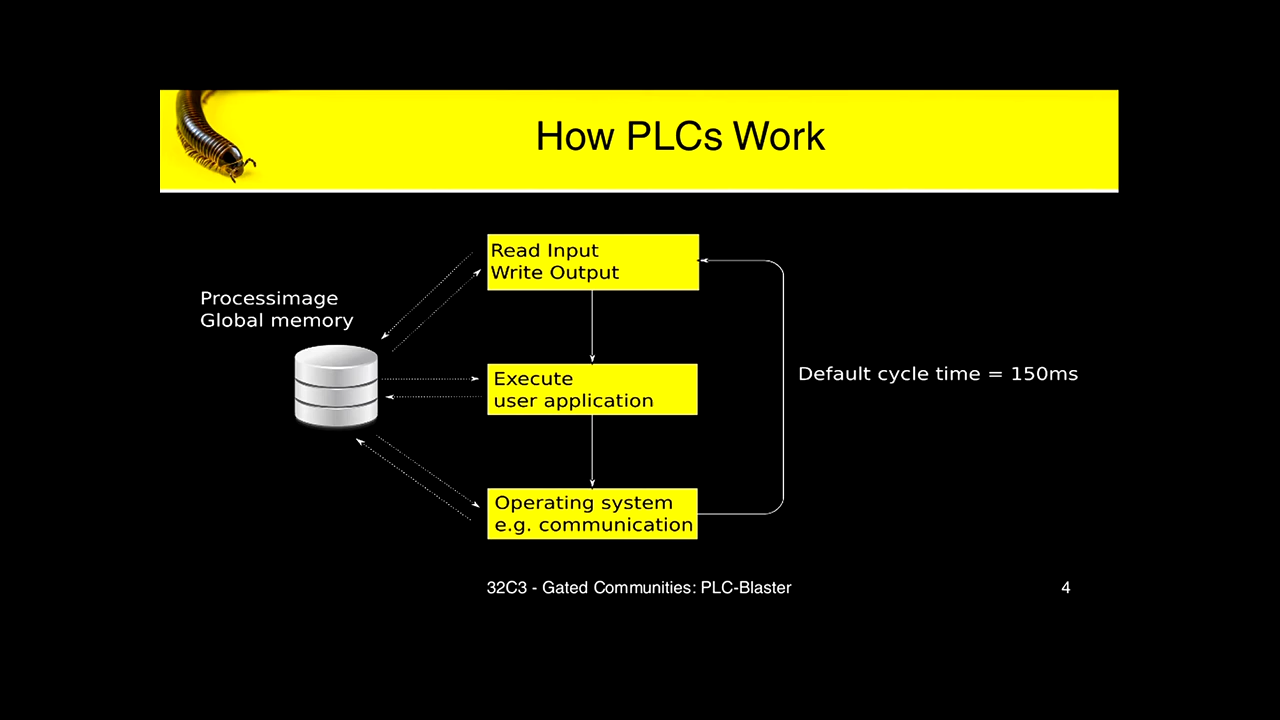 How PLCs Work
Read Input
Write Output
Processimage
Global memory
Execute
user application
Default cycle time = 150ms
Operating system
e.g. communication
32C3 - Gated Communities: PLC-Blaster
4